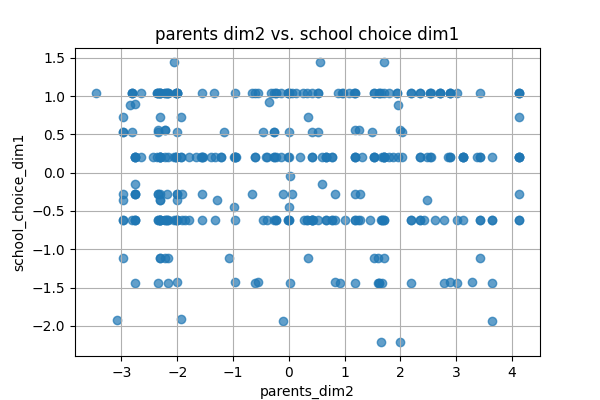 parents dim2 vs. school choice dim1
school_choice_dim1
1.5
1.0
0.5
0.0
−0.5
−1.0
−1.5
−2.0
−3 −2 −1 0 1 2 3 4
parents_dim2